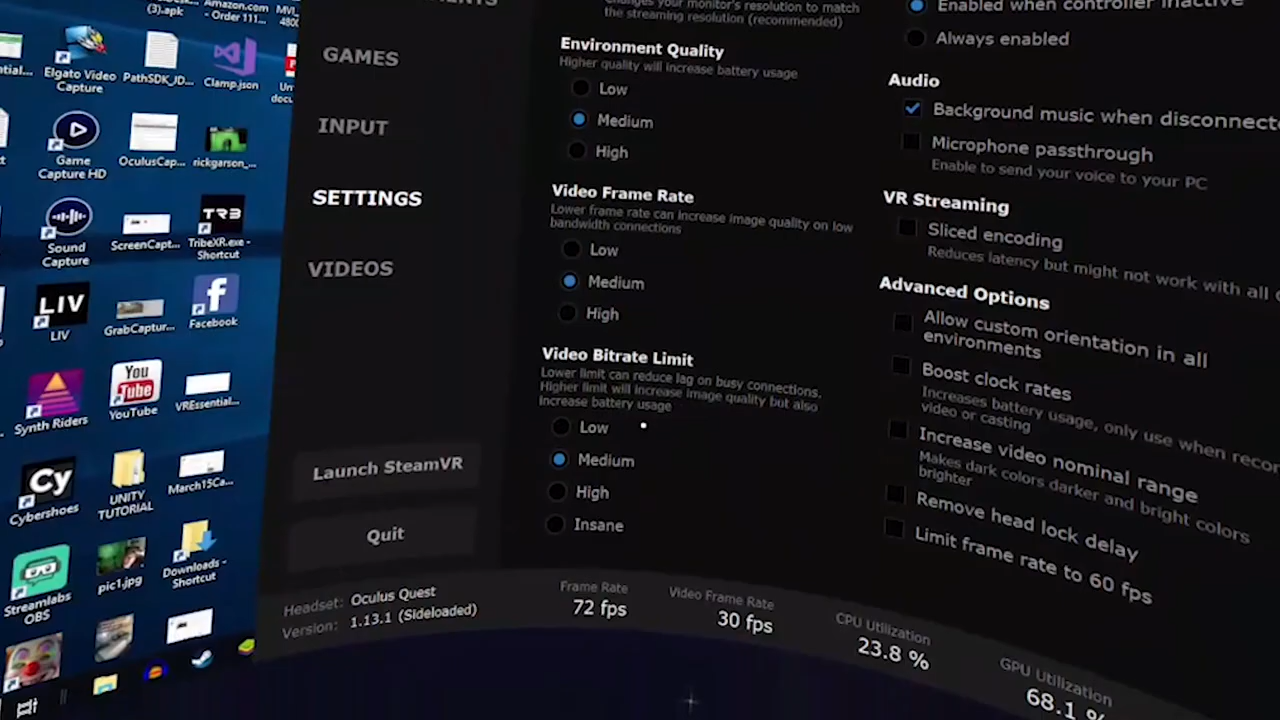 (3).apk
Amazon.com
- Order 111...
Elgato Video
Capture
PathSDK_JD...
Clamp.json
Game
Capture HD
OculusCap...
rickgarson_...
Sound
Capture
ScreenCapt...
TRB
TribeXR.exe -
Shortcut
LIV
LIV
GrabCaptur...
Facebook
Synth Riders
You
Tube
YouTube
VREssential...
Cy
Cybershoes
UNITY
TUTORIAL
March15Ca...
Streamlabs
OBS
pic1.jpg
Downloads -
Shortcut
GAMES
INPUT
SETTINGS
VIDEOS
Launch SteamVR
Quit
Changes your monitor's resolution to match
the streaming resolution (recommended)
Environment Quality
Higher quality will increase battery usage
Low
Medium
High
Video Frame Rate
Lower frame rate can increase image quality on low
bandwidth connections
Low
Medium
High
Video Bitrate Limit
Lower limit can reduce lag on busy connections.
Higher limit will increase image quality but also
increase battery usage
Low
Medium
High
Insane
Enabled when controller inactive
Always enabled
Audio
Background music when disconnecte
Microphone passthrough
Enable to send your voice to your PC
VR Streaming
Sliced encoding
Reduces latency but might not work with all
Advanced Options
Allow custom orientation in all
environments
Boost clock rates
Increases battery usage, only use when recor
video or casting
Increase video nominal range
Makes dark colors darker and bright colors
brighter
Remove head lock delay
Limit frame rate to 60 fps
Headset: Oculus Quest
Version: 1.13.1 (Sideloaded)
Frame Rate
72 fps
Video Frame Rate
30 fps
CPU Utilization
23.8 %
GPU Utilization
68.1 %